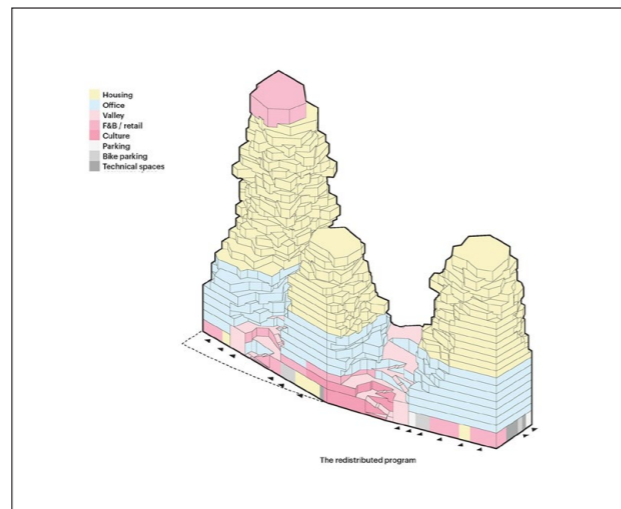 Housing
Office
Valley
F&B / retail
Culture
Parking
Bike parking
Technical spaces
The redistributed program